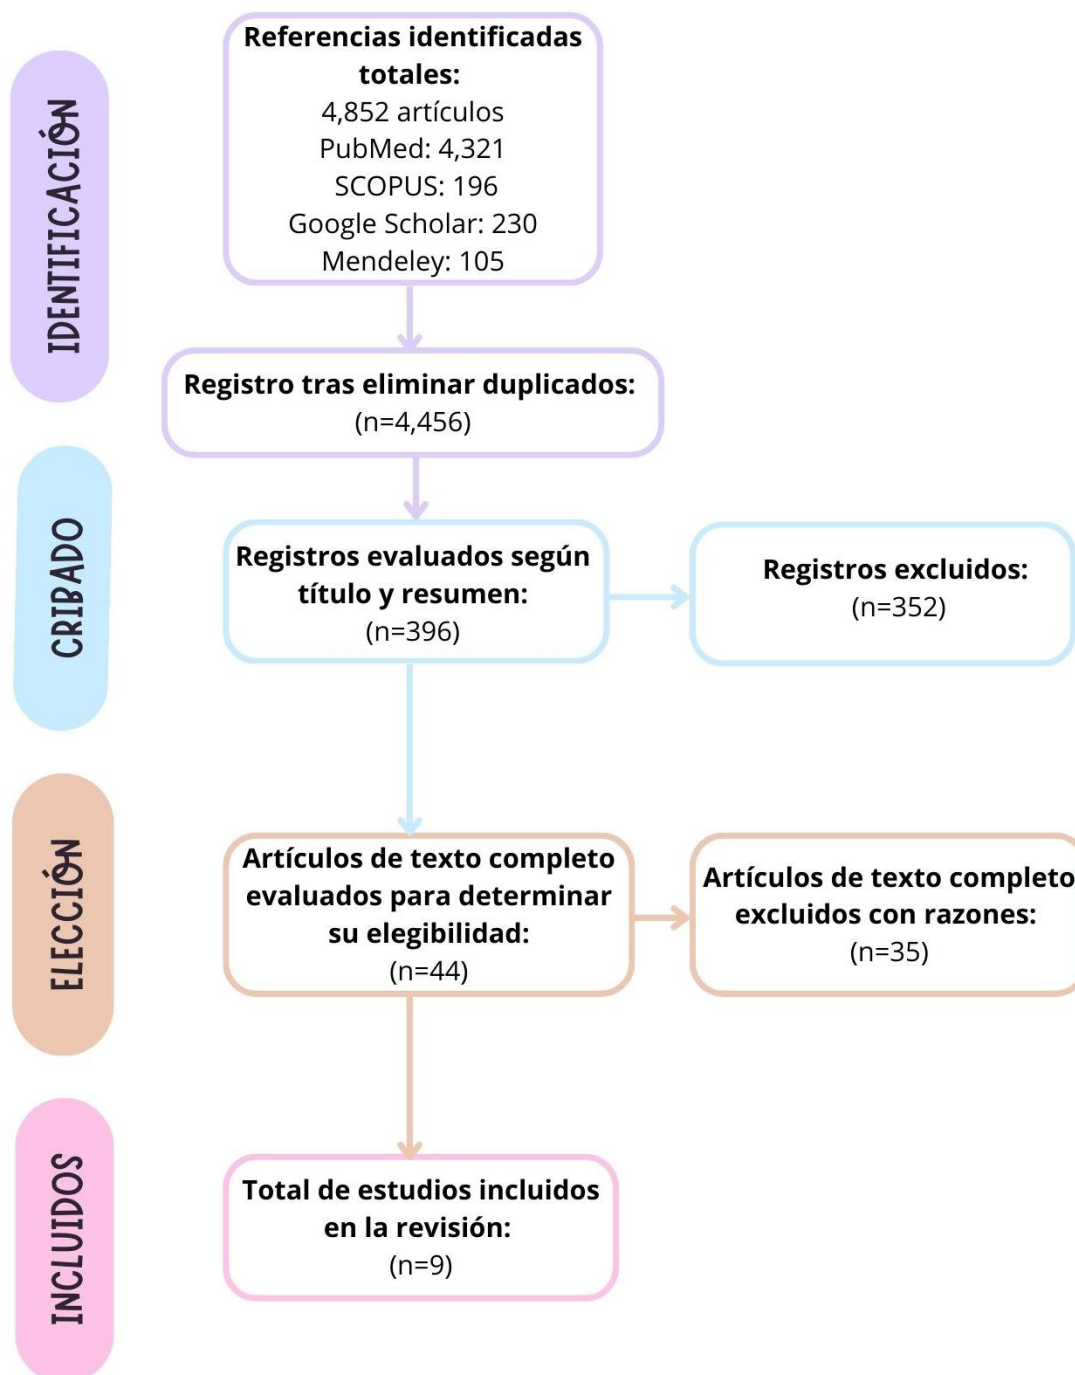 IDENTIFICACIÓN
Referencias identificadas
totales:
4,852 artículos
PubMed: 4,321
SCOPUS: 196
Google Scholar: 230
Mendeley: 105
Registro tras eliminar duplicados:
(n=4,456)
CRIBADO
Registros evaluados según
título y resumen:
(n=396)
Registros excluidos:
(n=352)
ELECCIÓN
Artículos de texto completo
evaluados para determinar
su elegibilidad:
(n=44)
Artículos de texto completo
excluidos con razones:
(n=35)
INCLUIDOS
Total de estudios incluidos
en la revisión:
(n=9)